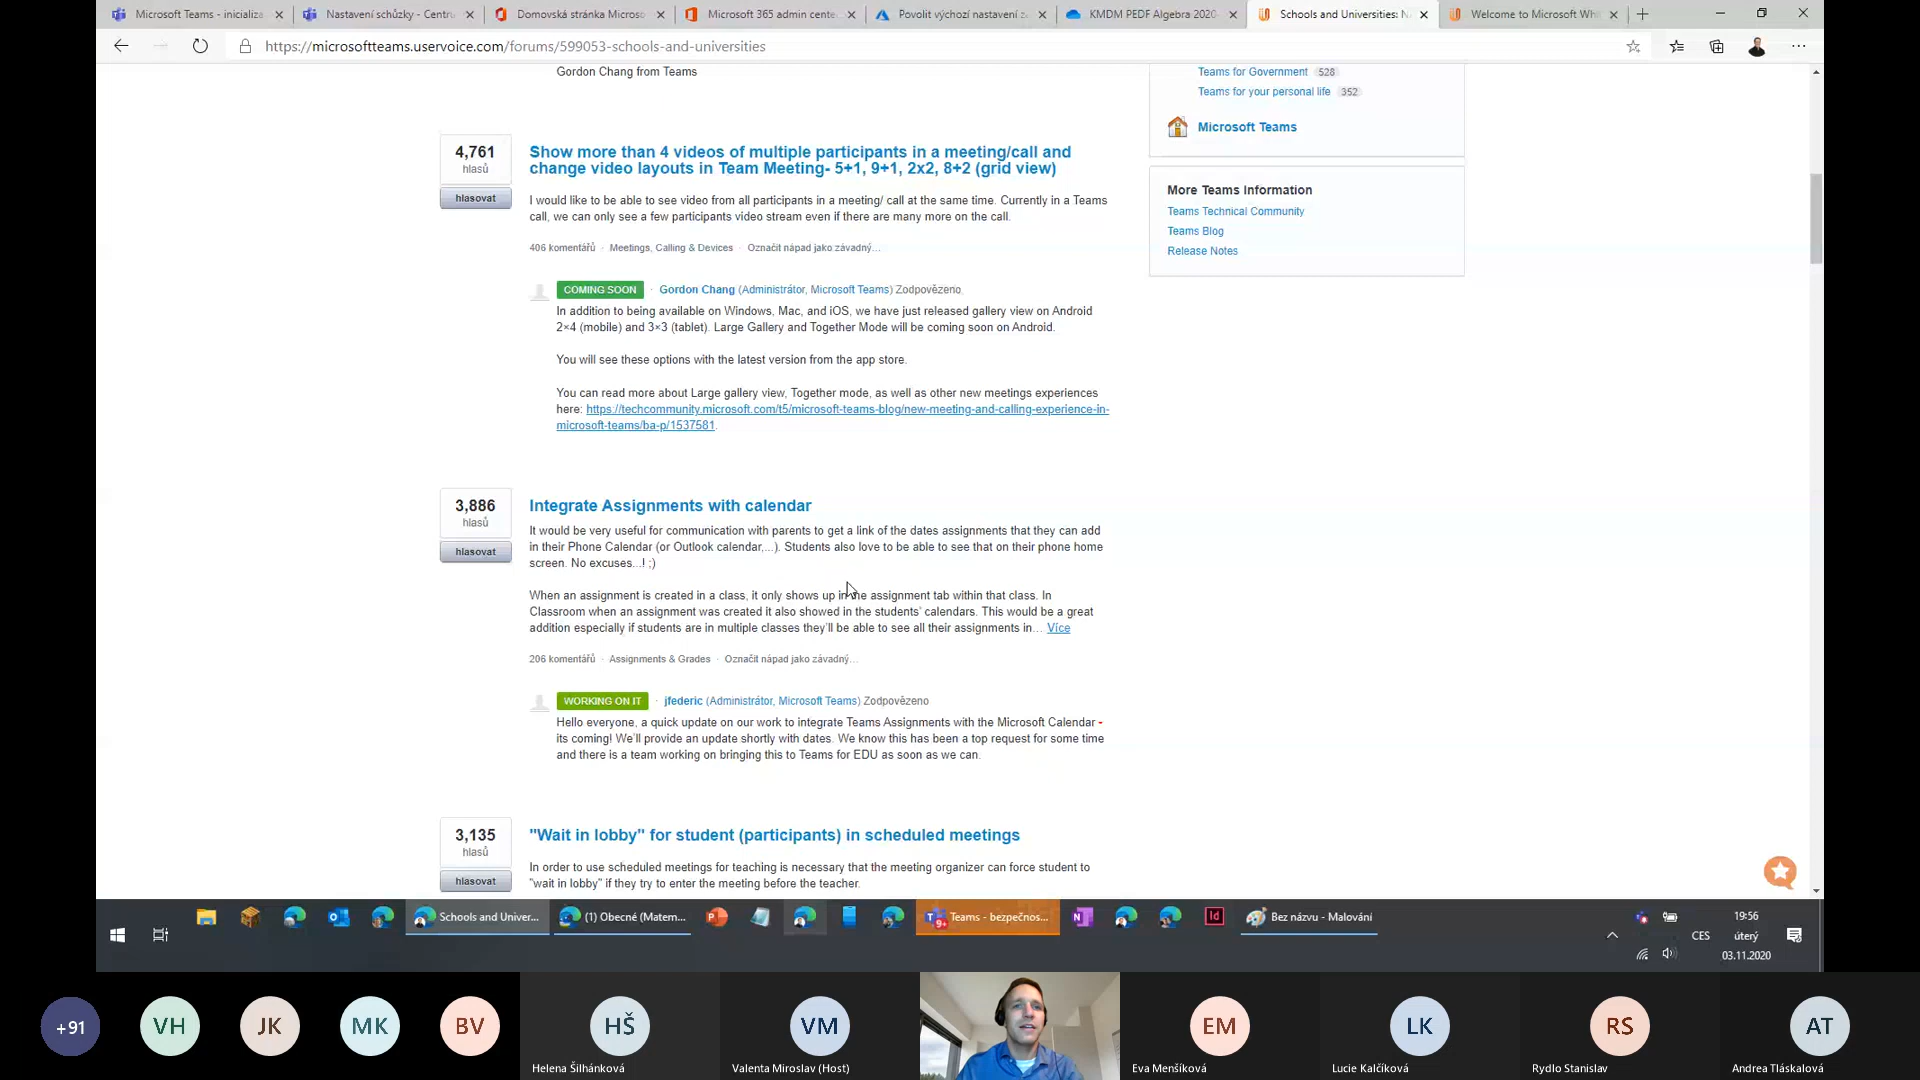 Microsoft Teams - inicializa
Nastavení schůzky - Centru
Domovská stránka Microso
Microsoft 365 admin cente
Povolit výchozí nastavení z
KMDM PEDF Algebra 2020-
Schools and Universities: N
Welcome to Microsoft Whi
https://microsoftteams.uservoice.com/forums/599053-schools-and-universities
Gordon Chang from Teams
Teams for Government 528
Teams for your personal life 352
Microsoft Teams
More Teams Information
Teams Technical Community
Teams Blog
Release Notes
4,761
hlasů
hlasovat
Show more than 4 videos of multiple participants in a meeting/call and
change video layouts in Team Meeting- 5+1, 9+1, 2x2, 8+2 (grid view)
I would like to be able to see video from all participants in a meeting/ call at the same time. Currently in a Teams
call, we can only see a few participants video stream even if there are many more on the call.
406 komentářů · Meetings, Calling & Devices · Označit nápad jako závadný…
COMING SOON · Gordon Chang (Administrátor, Microsoft Teams) Zodpovězeno
In addition to being available on Windows, Mac, and iOS, we have just released gallery view on Android
2×4 (mobile) and 3×3 (tablet). Large Gallery and Together Mode will be coming soon on Android.
You will see these options with the latest version from the app store.
You can read more about Large gallery view, Together mode, as well as other new meetings experiences
here: https://techcommunity.microsoft.com/t5/microsoft-teams-blog/new-meeting-and-calling-experience-in-
microsoft-teams/ba-p/1537581.
3,886
hlasů
hlasovat
Integrate Assignments with calendar
It would be very useful for communication with parents to get a link of the dates assignments that they can add
in their Phone Calendar (or Outlook calendar,...). Students also love to be able to see that on their phone home
screen. No excuses...! ;)
When an assignment is created in a class, it only shows up in the assignment tab within that class. In
Classroom when an assignment was created it also showed in the students' calendars. This would be a great
addition especially if students are in multiple classes they'll be able to see all their assignments in… Více
206 komentářů · Assignments & Grades · Označit nápad jako závadný…
WORKING ON IT · jfederic (Administrátor, Microsoft Teams) Zodpovězeno
Hello everyone, a quick update on our work to integrate Teams Assignments with the Microsoft Calendar -
its coming! We'll provide an update shortly with dates. We know this has been a top request for some time
and there is a team working on bringing this to Teams for EDU as soon as we can.
3,135
hlasů
hlasovat
"Wait in lobby" for student (participants) in scheduled meetings
In order to use scheduled meetings for teaching is necessary that the meeting organizer can force student to
"wait in lobby" if they try to enter the meeting before the teacher.
Schools and Univer...
(1) Obecné (Matem...
Teams - bezpečnos...
9+
Id
Bez názvu - Malování
CES
19:56
úterý
03.11.2020
+91
VH
JK
MK
BV
HŠ
VM
EM
LK
RS
AT
Helena Šilhánková
Valenta Miroslav (Host)
Eva Menšíková
Lucie Kalčíková
Rydlo Stanislav
Andrea Tláskalová